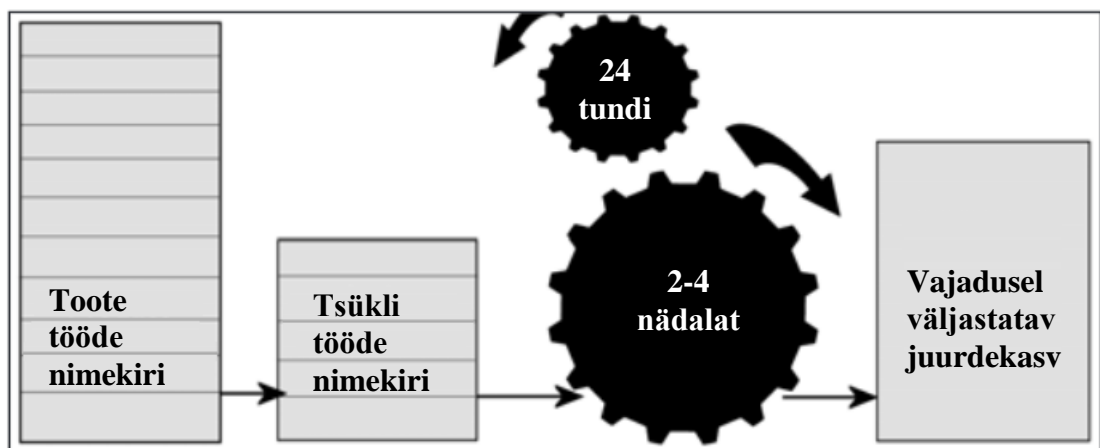 Toote
tööde
nimekiri
Tsükli
tööde
nimekiri
24
tundi
2-4
nädalat
Vajadusel
väljastatav
juurdekasv